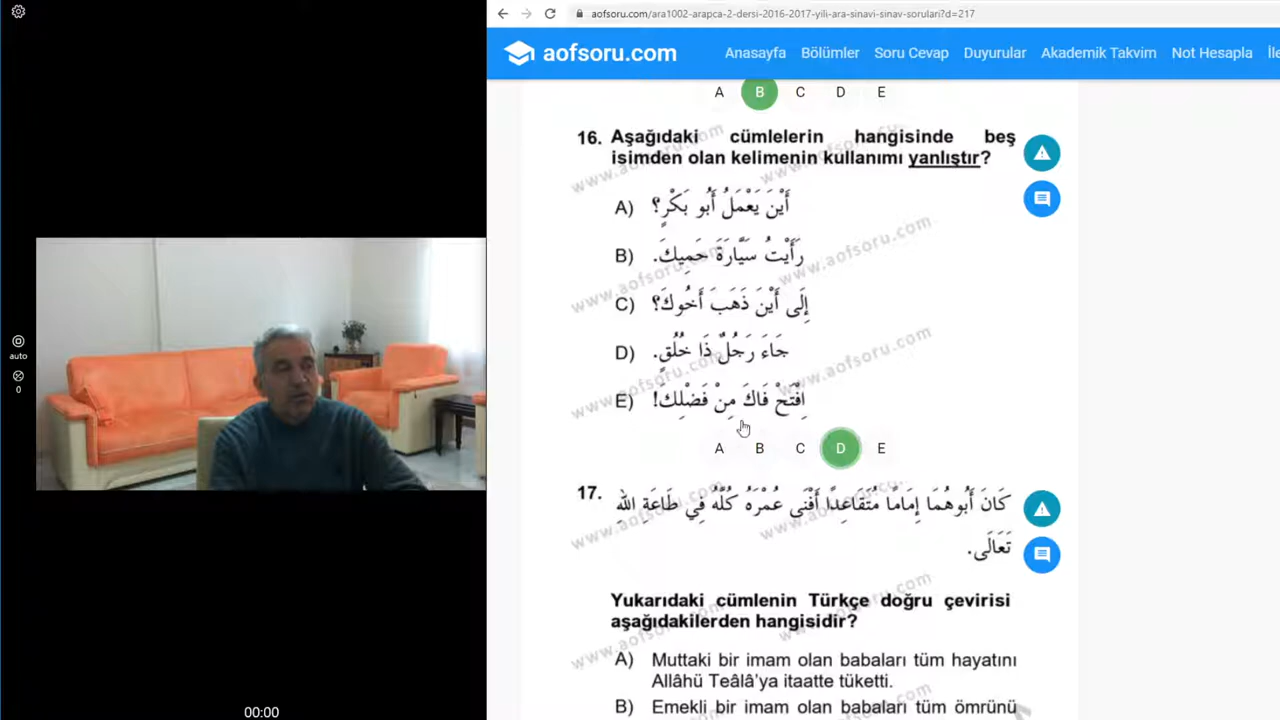 aofsoru.com/ara1002-arapca-2-dersi-2016-2017-yili-ara-sinavi-sinav-sorulari?d=217
aofsoru.com Anasayfa Bölümler Soru Cevap Duyurular Akademik Takvim Not Hesapla İle
A B C D E
16. Aşağıdaki cümlelerin hangisinde beş
isimden olan kelimenin kullanımı yanlıştır?
A) أَيْنَ يَعْمَلُ أَبُو بَكْرٍ؟
B) رَأَيْتُ سَيَّارَةَ حَمِيكَ.
C) إِلَى أَيْنَ ذَهَبَ أَخُوكَ؟
D) جَاءَ رَجُلٌ ذَا خُلُقٍ.
E) اِفْتَحْ فَاكَ مِنْ فَضْلِكَ!
A B C D E
17. كَانَ أَبُوهُمَا إِمَامًا مُتَقَاعِدًا أَفْنَى عُمْرَهُ كُلَّهُ فِي طَاعَةِ اللهِ
تَعَالَى.
Yukarıdaki cümlenin Türkçe doğru çevirisi
aşağıdakilerden hangisidir?
A) Muttaki bir imam olan babaları tüm hayatını
Allâhü Teâlâ’ya itaatte tüketti.
B) Emekli bir imam olan babaları tüm ömrünü
www.aofsoru.com
auto
0
00:00